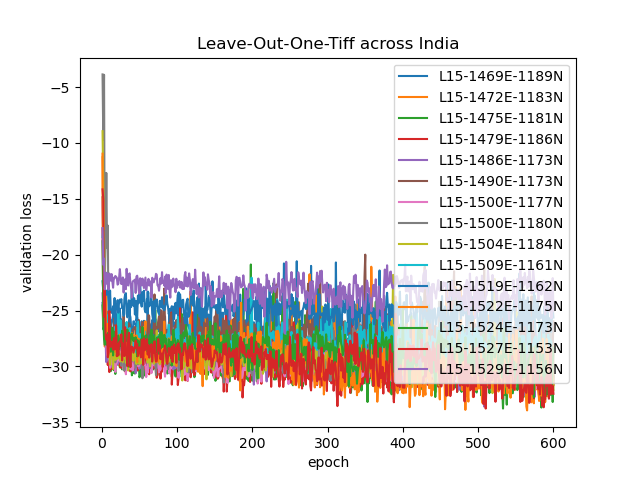 Leave-Out-One-Tiff across India
validation loss
−5
−10
−15
−20
−25
−30
−35
0
100
200
300
400
500
600
epoch
L15-1469E-1189N
L15-1472E-1183N
L15-1475E-1181N
L15-1479E-1186N
L15-1486E-1173N
L15-1490E-1173N
L15-1500E-1177N
L15-1500E-1180N
L15-1504E-1184N
L15-1509E-1161N
L15-1519E-1162N
L15-1522E-1175N
L15-1524E-1173N
L15-1527E-1153N
L15-1529E-1156N